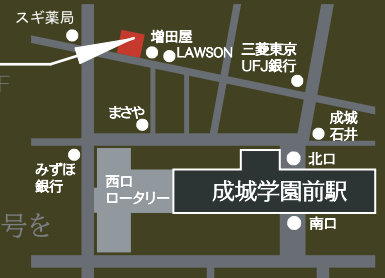 スギ薬局
増田屋
LAWSON
三菱東京
UFJ銀行
まさや
成城
石井
みずほ
銀行
西口
ロータリー
北口
成城学園前駅
南口
号を